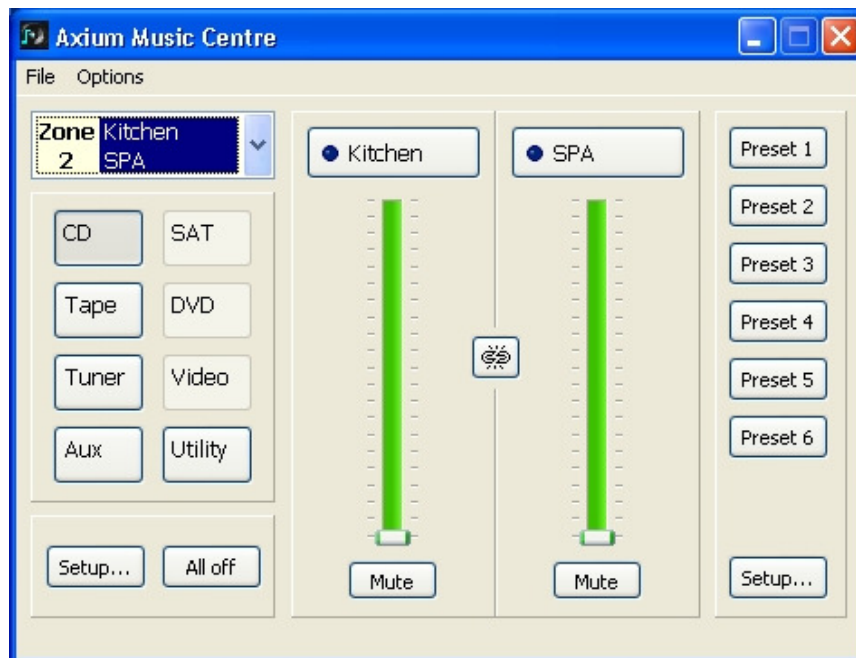 Axium Music Centre
File Options
Zone Kitchen
2 SPA
CD SAT
Tape DVD
Tuner Video
Aux Utility
Setup... All off
Kitchen SPA
Mute Mute
Preset 1
Preset 2
Preset 3
Preset 4
Preset 5
Preset 6
Setup...